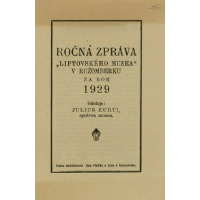 ROČNÁ ZPRÁVA
„LIPTOVSKÉHO MUZEA“
V RUŽOMBERKU
ZA ROK
1929
Sdeluje:
JULIUS KÜRTI,
správca muzea.